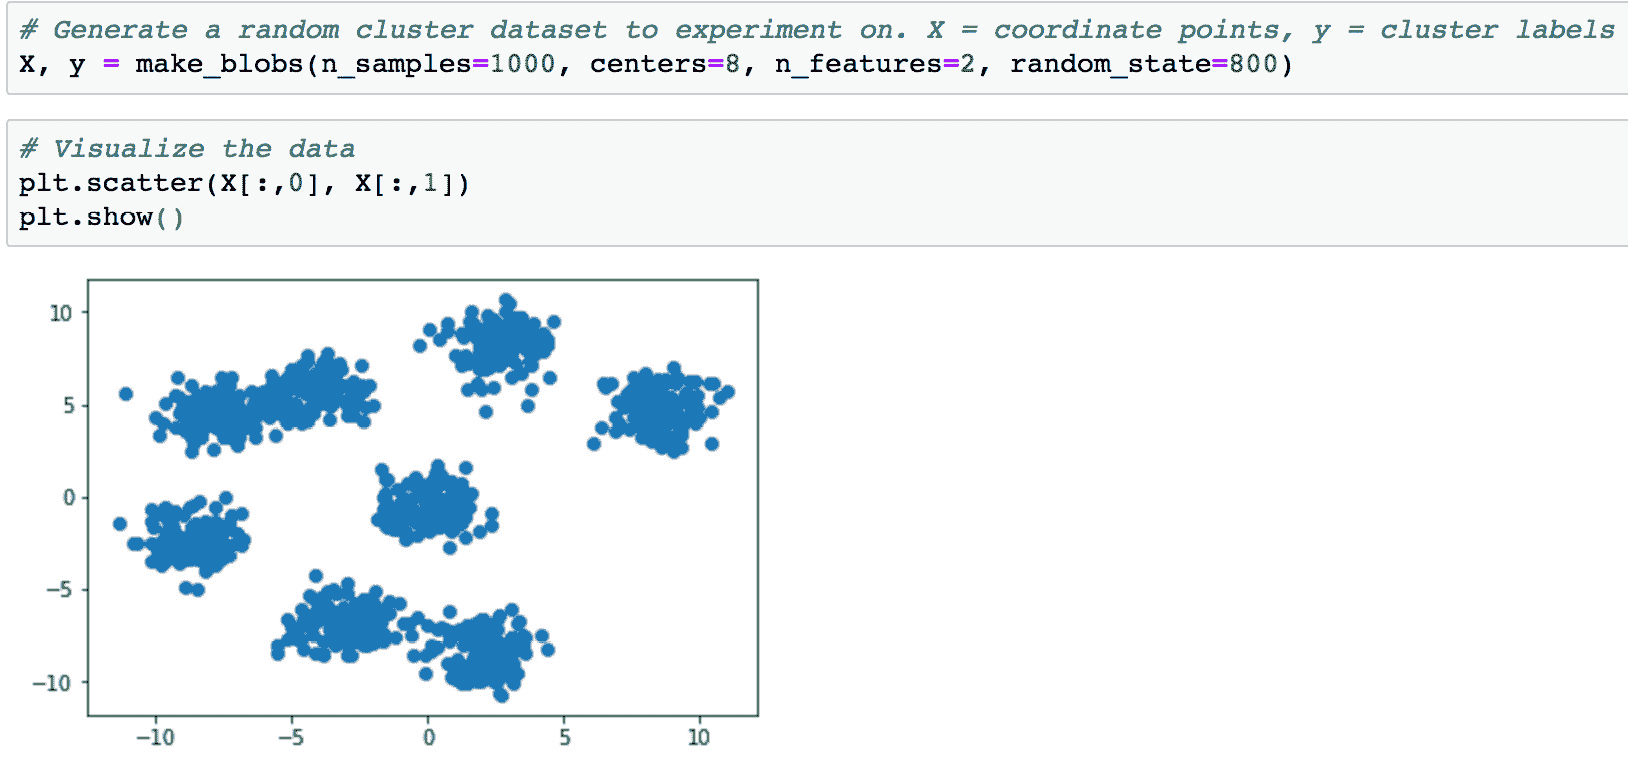 # Generate a random cluster dataset to experiment on. X = coordinate points, y = cluster labels
X, y = make_blobs(n_samples=1000, centers=8, n_features=2, random_state=800)
# Visualize the data
plt.scatter(X[:,0], X[:,1])
plt.show()
10
5
0
−5
−10
−10 −5 0 5 10